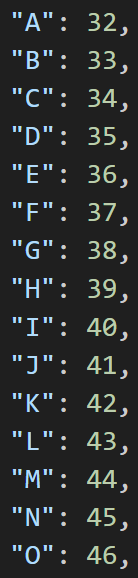 "A": 32,
"B": 33,
"C": 34,
"D": 35,
"E": 36,
"F": 37,
"G": 38,
"H": 39,
"I": 40,
"J": 41,
"K": 42,
"L": 43,
"M": 44,
"N": 45,
"O": 46,